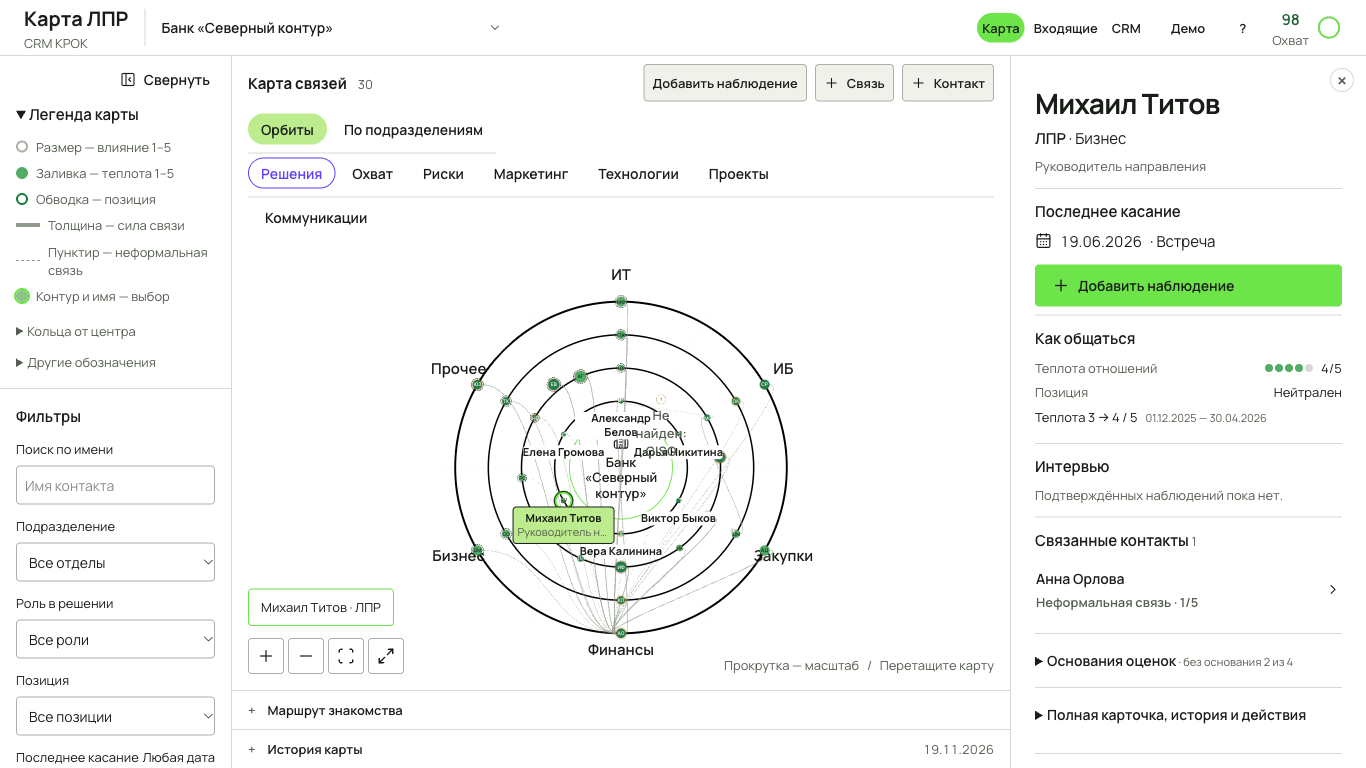 Карта ЛПР
CRM КРОК
Банк «Северный контур»
Карта
Входящие
CRM
Демо
?
98
Охват
Свернуть
Легенда карты
Размер — влияние 1–5
Заливка — теплота 1–5
Обводка — позиция
Толщина — сила связи
Пунктир — неформальная
связь
Контур и имя — выбор
Кольца от центра
Другие обозначения
Фильтры
Поиск по имени
Имя контакта
Подразделение
Все отделы
Роль в решении
Все роли
Позиция
Все позиции
Последнее касание Любая дата
Карта связей 30
Добавить наблюдение
+ Связь
+ Контакт
Орбиты
По подразделениям
Решения
Охват
Риски
Маркетинг
Технологии
Проекты
Коммуникации
ИТ
Прочее
ИБ
Александр
Белов
Не
найден:
Елена Громова
Дарья Никитина
Банк
«Северный
контур»
Михаил Титов
Руководитель н…
Виктор Быков
Вера Калинина
Бизнес
Закупки
Финансы
Михаил Титов · ЛПР
Прокрутка — масштаб / Перетащите карту
+ Маршрут знакомства
+ История карты
19.11.2026
Михаил Титов
ЛПР · Бизнес
Руководитель направления
Последнее касание
19.06.2026 · Встреча
+ Добавить наблюдение
Как общаться
Теплота отношений
4/5
Позиция
Нейтрален
Теплота 3 → 4 / 5 01.12.2025 — 30.04.2026
Интервью
Подтверждённых наблюдений пока нет.
Связанные контакты 1
Анна Орлова
Неформальная связь · 1/5
Основания оценок · без основания 2 из 4
Полная карточка, история и действия